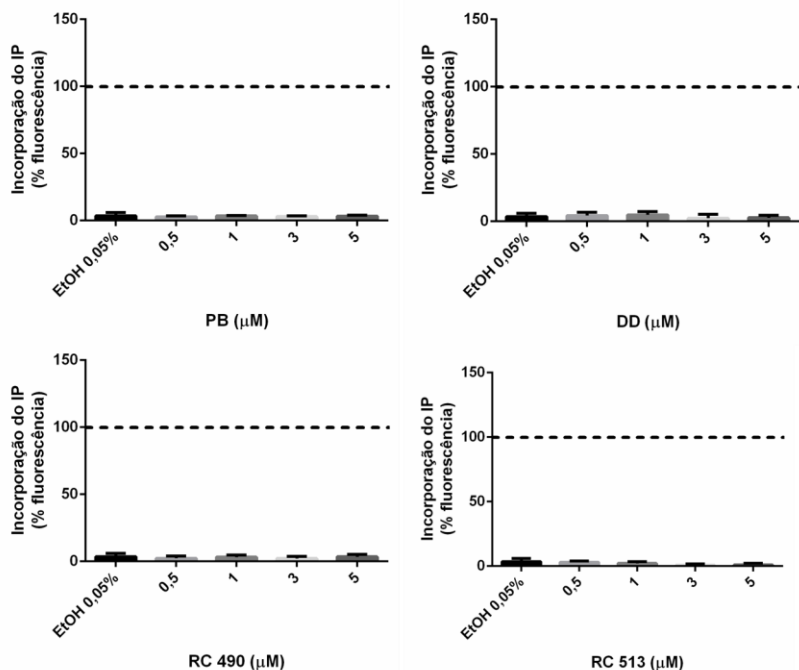 Incorporação do IP
(% fluorescência)
150
100
50
0
EtOH 0,05%
0,5
1
3
5
PB (µM)
Incorporação do IP
(% fluorescência)
150
100
50
0
EtOH 0,05%
0,5
1
3
5
DD (µM)
Incorporação do IP
(% fluorescência)
150
100
50
0
EtOH 0,05%
0,5
1
3
5
RC 490 (µM)
Incorporação do IP
(% fluorescência)
150
100
50
0
EtOH 0,05%
0,5
1
3
5
RC 513 (µM)